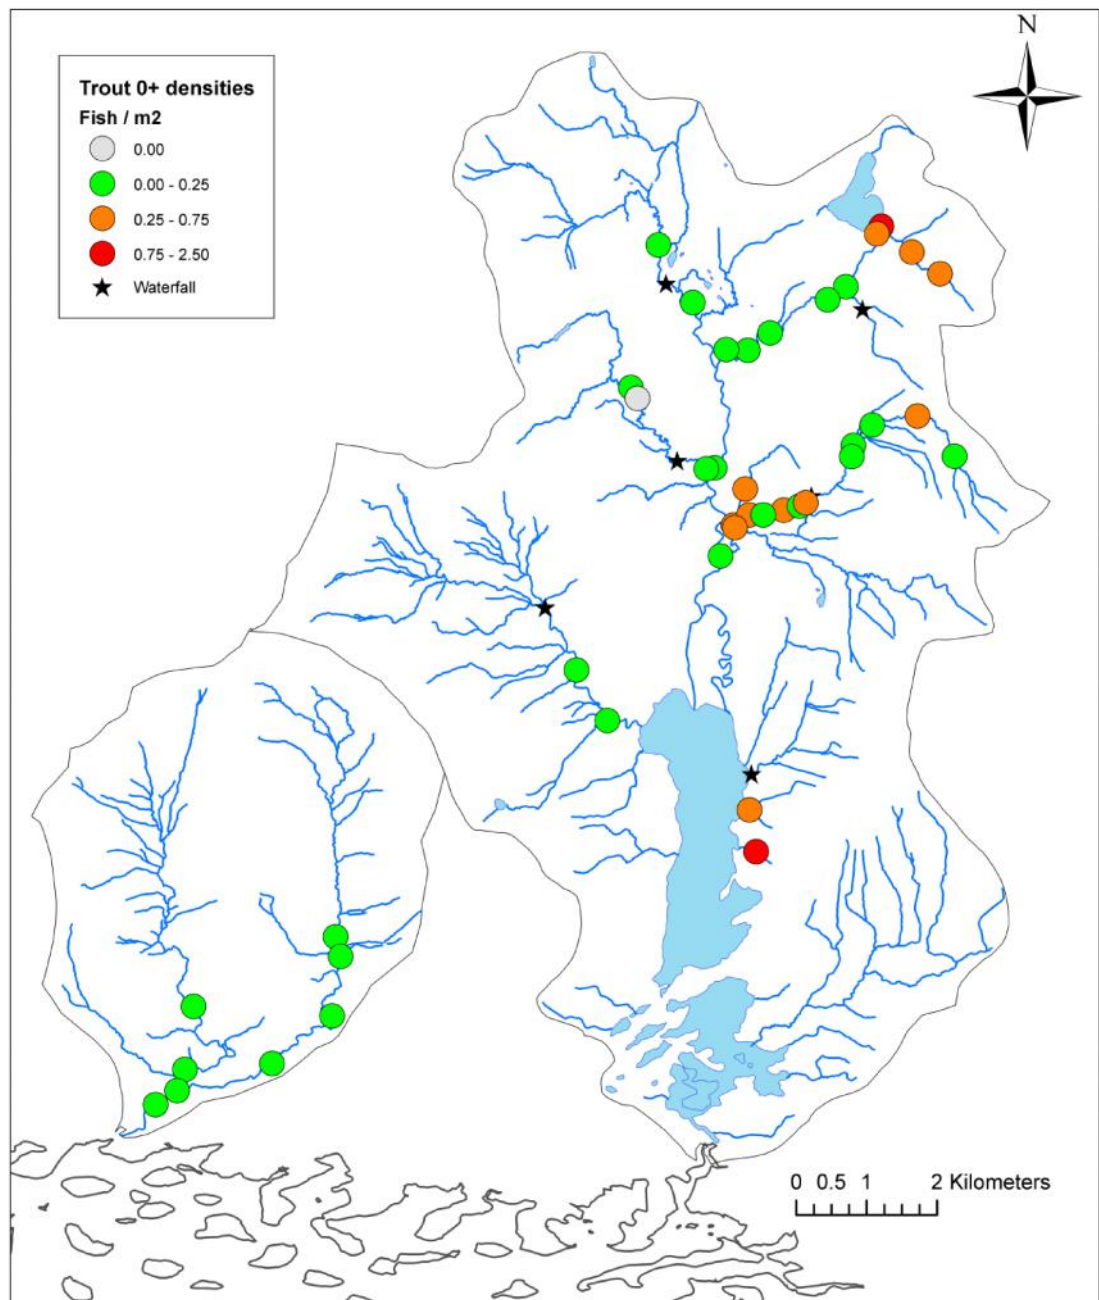 N
Trout 0+ densities
Fish / m2
0.00
0.00 - 0.25
0.25 - 0.75
0.75 - 2.50
Waterfall
0 0.5 1 2 Kilometers